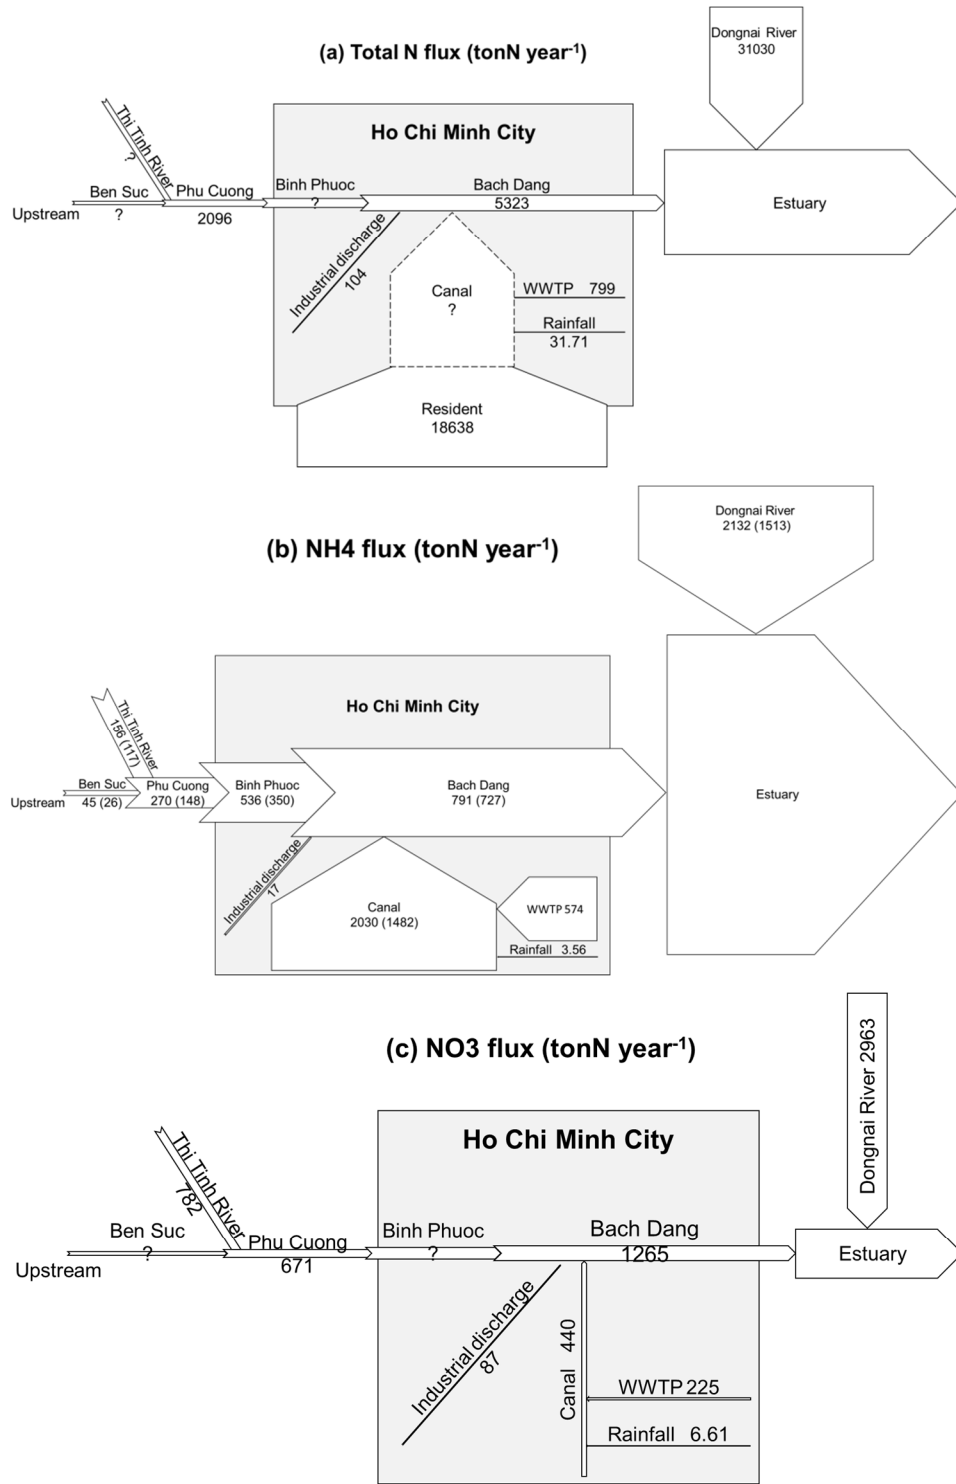 (a) Total N flux (tonN year-1)
Dongnai River
31030
Ho Chi Minh City
Thi Tinh River
?
Ben Suc
?
Upstream
Phu Cuong
2096
Binh Phuoc
?
Bach Dang
5323
Estuary
Industrial discharge
104
Canal
?
WWTP 799
Rainfall
31.71
Resident
18638
(b) NH4 flux (tonN year-1)
Dongnai River
2132 (1513)
Ho Chi Minh City
Thi Tinh River
156 (117)
Ben Suc
45 (26)
Upstream
Phu Cuong
270 (148)
Binh Phuoc
536 (350)
Bach Dang
791 (727)
Estuary
Industrial discharge
17
Canal
2030 (1482)
WWTP 574
Rainfall 3.56
(c) NO3 flux (tonN year-1)
Dongnai River 2963
Ho Chi Minh City
Thi Tinh River
782
Ben Suc
?
Upstream
Phu Cuong
671
Binh Phuoc
?
Bach Dang
1265
Estuary
Industrial discharge
87
Canal 440
WWTP 225
Rainfall 6.61